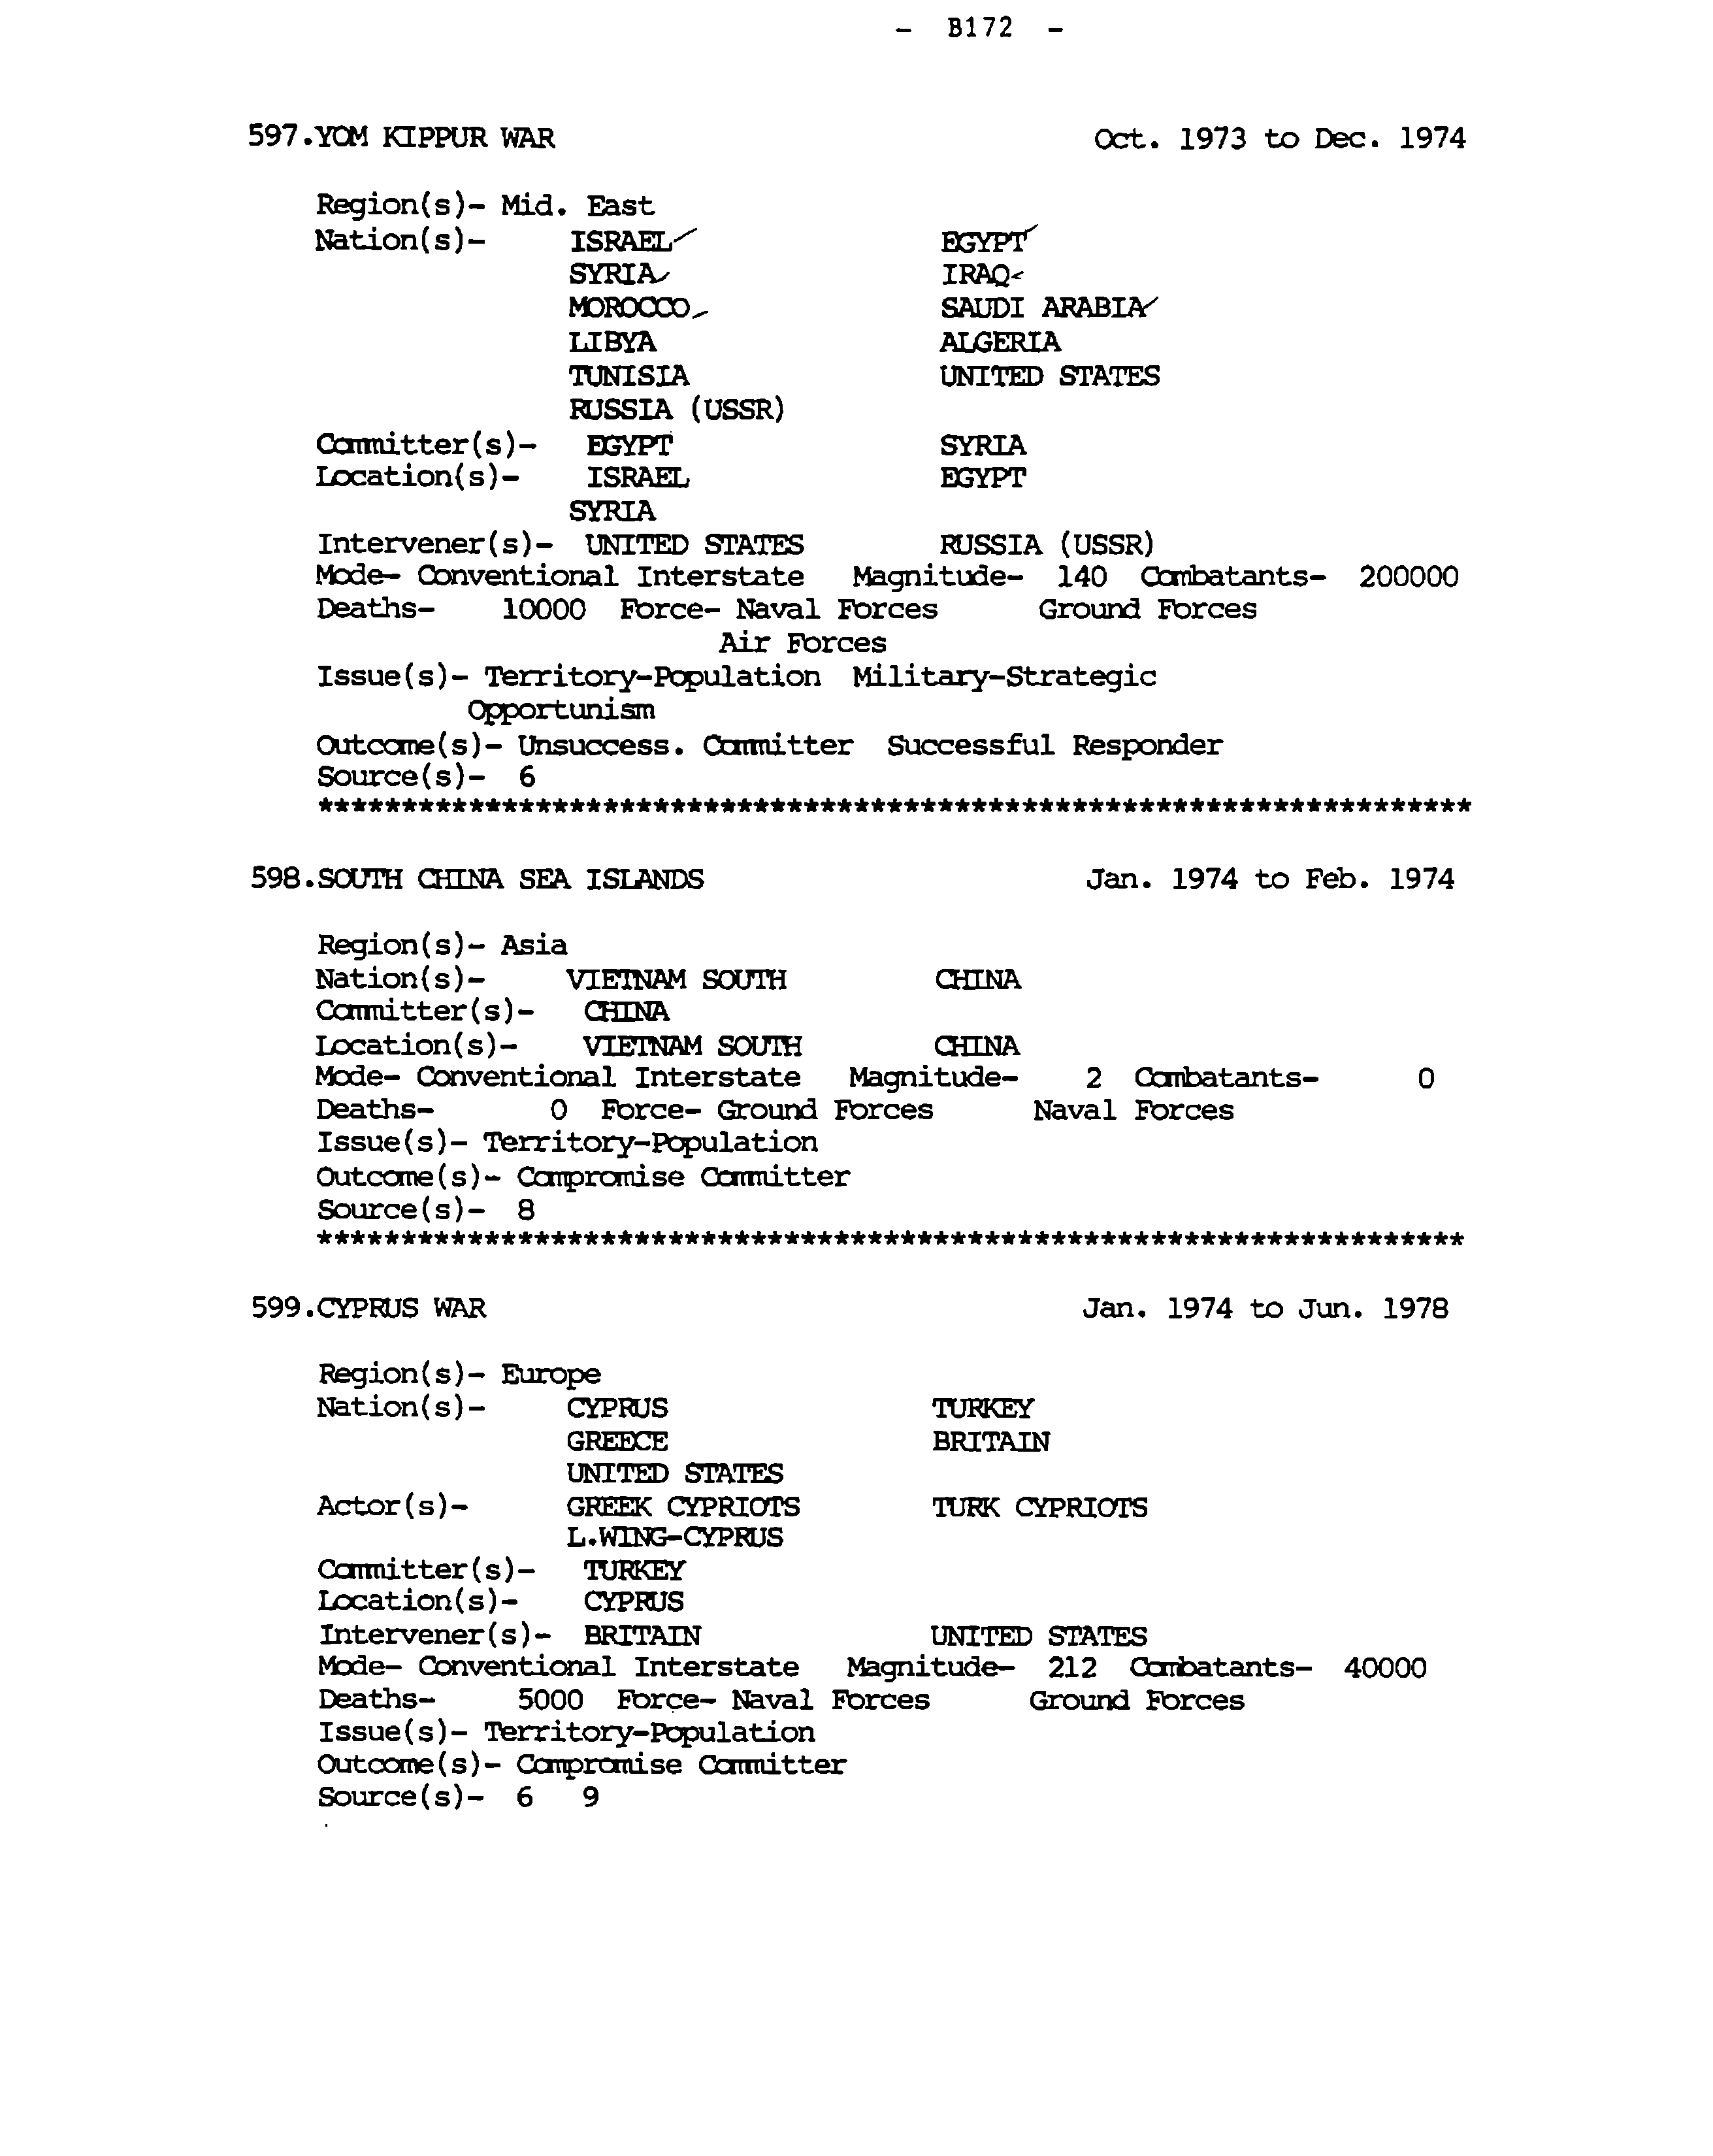 - B172 -
597.YOM KIPPUR WAR Oct. 1973 to Dec. 1974
Region(s)- Mid. East
Nation(s)- ISRAEL EGYPT
SYRIA IRAQ
MOROCCO SAUDI ARABIA
LIBYA ALGERIA
TUNISIA UNITED STATES
RUSSIA (USSR)
Committer(s)- EGYPT SYRIA
Location(s)- ISRAEL EGYPT
SYRIA
Intervener(s)- UNITED STATES RUSSIA (USSR)
Mode- Conventional Interstate Magnitude- 140 Combatants- 200000
Deaths- 10000 Force- Naval Forces Ground Forces
Air Forces
Issue(s)- Territory-Population Military-Strategic
Opportunism
Outcome(s)- Unsuccess. Committer Successful Responder
Source(s)- 6
*********************************************************************
598.SOUTH CHINA SEA ISLANDS Jan. 1974 to Feb. 1974
Region(s)- Asia
Nation(s)- VIETNAM SOUTH CHINA
Committer(s)- CHINA
Location(s)- VIETNAM SOUTH CHINA
Mode- Conventional Interstate Magnitude- 2 Combatants- 0
Deaths- 0 Force- Ground Forces Naval Forces
Issue(s)- Territory-Population
Outcome(s)- Compromise Committer
Source(s)- 8
*********************************************************************
599.CYPRUS WAR Jan. 1974 to Jun. 1978
Region(s)- Europe
Nation(s)- CYPRUS TURKEY
GREECE BRITAIN
UNITED STATES
Actor(s)- GREEK CYPRIOTS TURK CYPRIOTS
L.WING-CYPRUS
Committer(s)- TURKEY
Location(s)- CYPRUS
Intervener(s)- BRITAIN UNITED STATES
Mode- Conventional Interstate Magnitude- 212 Combatants- 40000
Deaths- 5000 Force- Naval Forces Ground Forces
Issue(s)- Territory-Population
Outcome(s)- Compromise Committer
Source(s)- 6 9